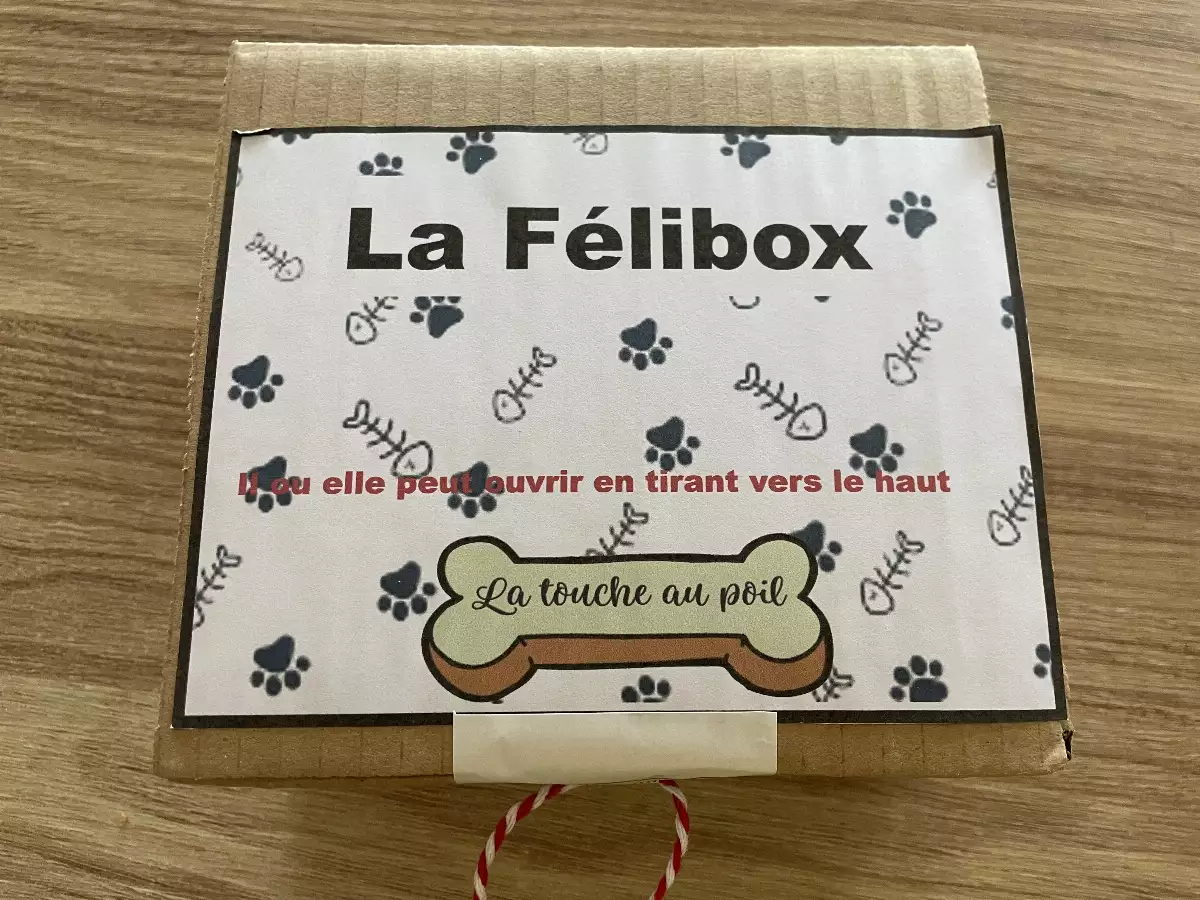 La Félibox
Il ou elle peut ouvrir en tirant vers le haut
La touche au poil